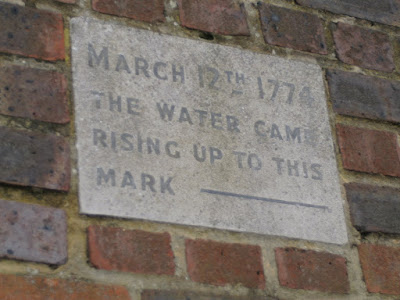 MARCH 12TH 1774
THE WATER CAME
RISING UP TO THIS
MARK